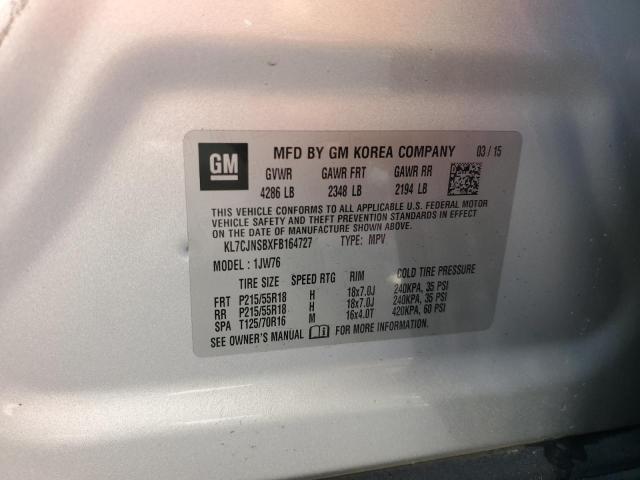 GM MFD BY GM KOREA COMPANY 03/15
GVWR GAWR FRT GAWR RR
4286 LB 2348 LB 2194 LB
THIS VEHICLE CONFORMS TO ALL APPLICABLE U.S. FEDERAL MOTOR
VEHICLE SAFETY AND THEFT PREVENTION STANDARDS IN EFFECT ON
THE DATE OF MANUFACTURE SHOWN ABOVE.
KL7CJNSBXFB164727 TYPE: MPV
MODEL: 1JW76
TIRE SIZE SPEED RTG RIM COLD TIRE PRESSURE
FRT P215/55R18 H 18x7.0J 240KPA, 35 PSI
RR P215/55R18 H 18x7.0J 240KPA, 35 PSI
SPA T125/70R16 M 16x4.0T 420KPA, 60 PSI
SEE OWNER'S MANUAL FOR MORE INFORMATION.